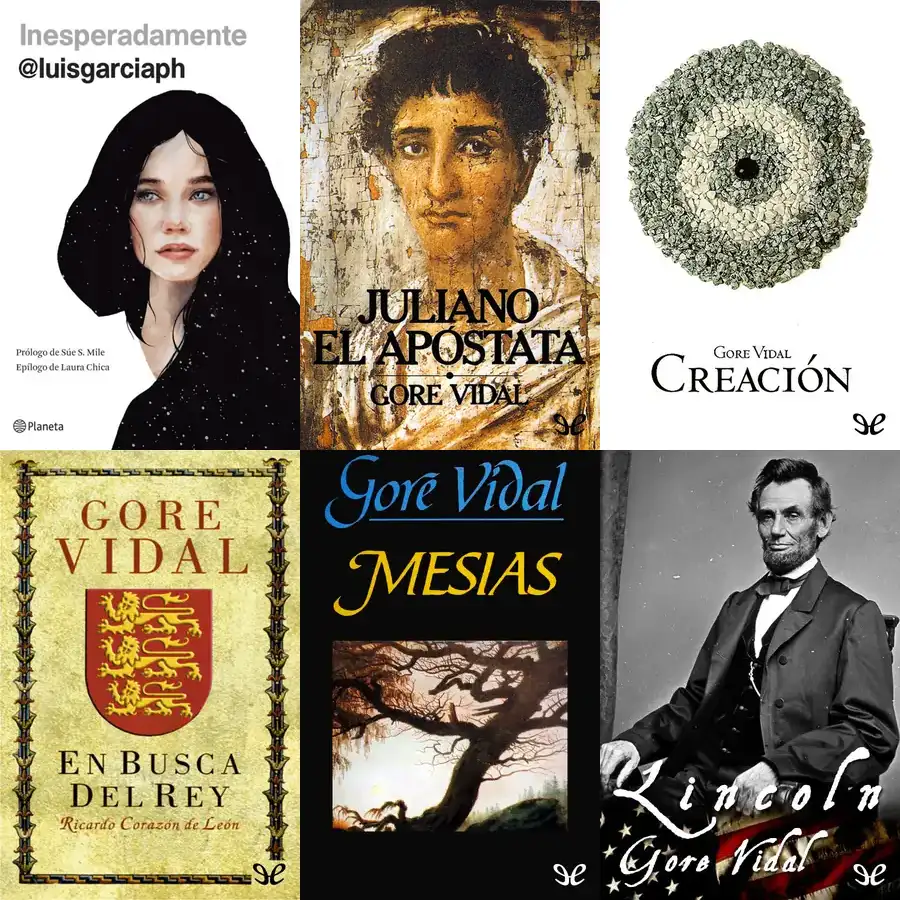 Inesperadamente
@luisgarciaph
Prólogo de Súe S. Mile
Epílogo de Laura Chica
Planeta
JULIANO
EL APÓSTATA
GORE VIDAL
GORE VIDAL
CREACIÓN
GORE
VIDAL
EN BUSCA
DEL REY
Ricardo Corazón de León
Gore Vidal
MESIAS
Lincoln
Gore Vidal